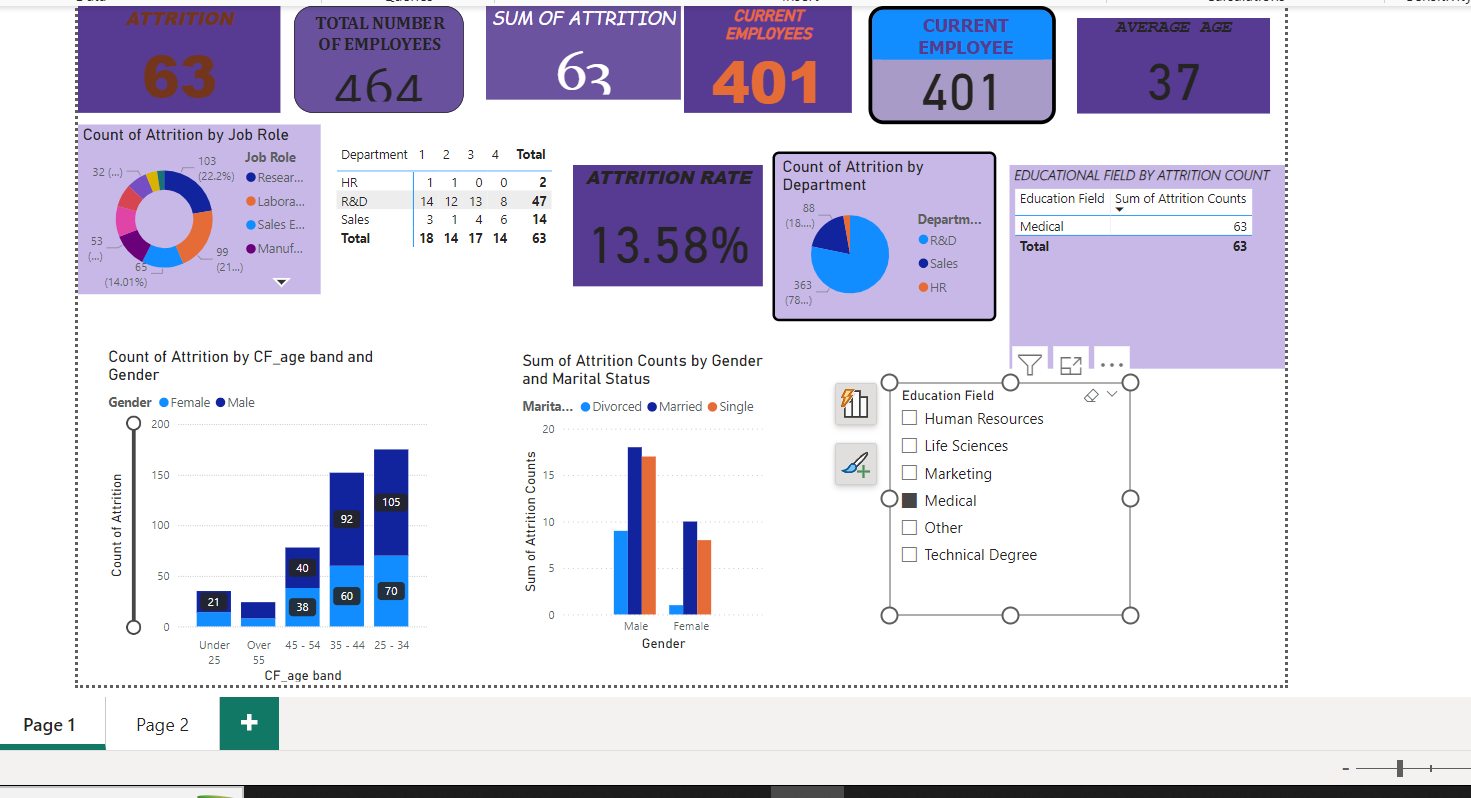 ATTRITION
63
TOTAL NUMBER
OF EMPLOYEES
464
SUM OF ATTRITION
63
CURRENT
EMPLOYEES
401
CURRENT
EMPLOYEE
401
AVERAGE AGE
37
Count of Attrition by Job Role
103
(22.2%)
32 (...)
53
(...)
65
(14.01%)
99
(21...)
Job Role
Resear...
Labora...
Sales E...
Manuf...
Department 1 2 3 4 Total
HR 1 1 0 0 2
R&D 14 12 13 8 47
Sales 3 1 4 6 14
Total 18 14 17 14 63
ATTRITION RATE
13.58%
Count of Attrition by
Department
88
(18....)
363
(78...)
Departm...
R&D
Sales
HR
EDUCATIONAL FIELD BY ATTRITION COUNT
Education Field Sum of Attrition Counts
Medical 63
Total 63
Count of Attrition by CF_age band and
Gender
Gender Female Male
Count of Attrition
200
150
100
50
0
21
40
38
92
60
105
70
Under
25
Over
55
45 - 54
35 - 44
25 - 34
CF_age band
Sum of Attrition Counts by Gender
and Marital Status
Marita... Divorced Married Single
Sum of Attrition Counts
20
15
10
5
0
Male Female
Gender
Education Field
Human Resources
Life Sciences
Marketing
Medical
Other
Technical Degree
Page 1 Page 2 +